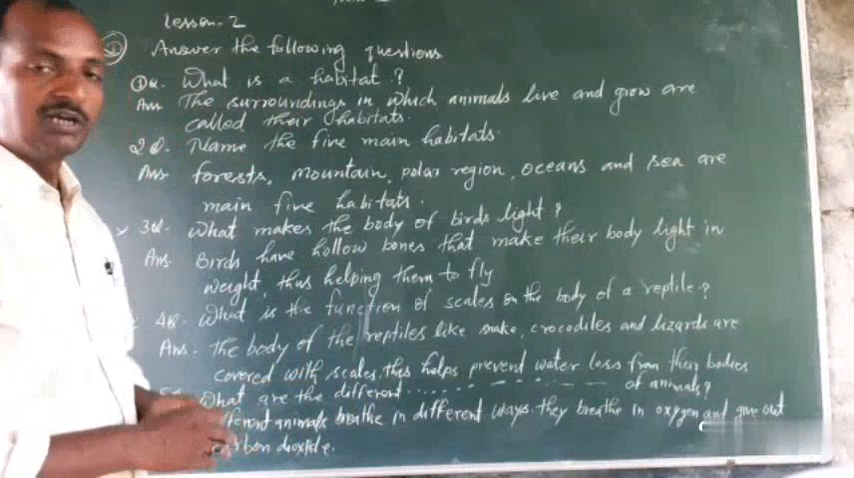 Lesson-2
① Answer the following questions
①Q. What is a habitat.?
Ans The surroundings in which animals live and grow are
called their habitats.
2Q. Name the five main habitats.
Ans forests, mountain, polar region, oceans and sea are
main five habitats.
3Q. What makes the body of birds light?
Ans. Birds have hollow bones that make their body light in
weight, thus helping them to fly
4Q. What is the function of scales on the body of a reptile?
Ans. The body of the reptiles like snake, crocodiles and lizards are
covered with scales, this helps prevent water loss from their bodies
What are the different .............. of animals?
animals breathe in different ways. they breathe in oxygen and give out
carbon dioxide.